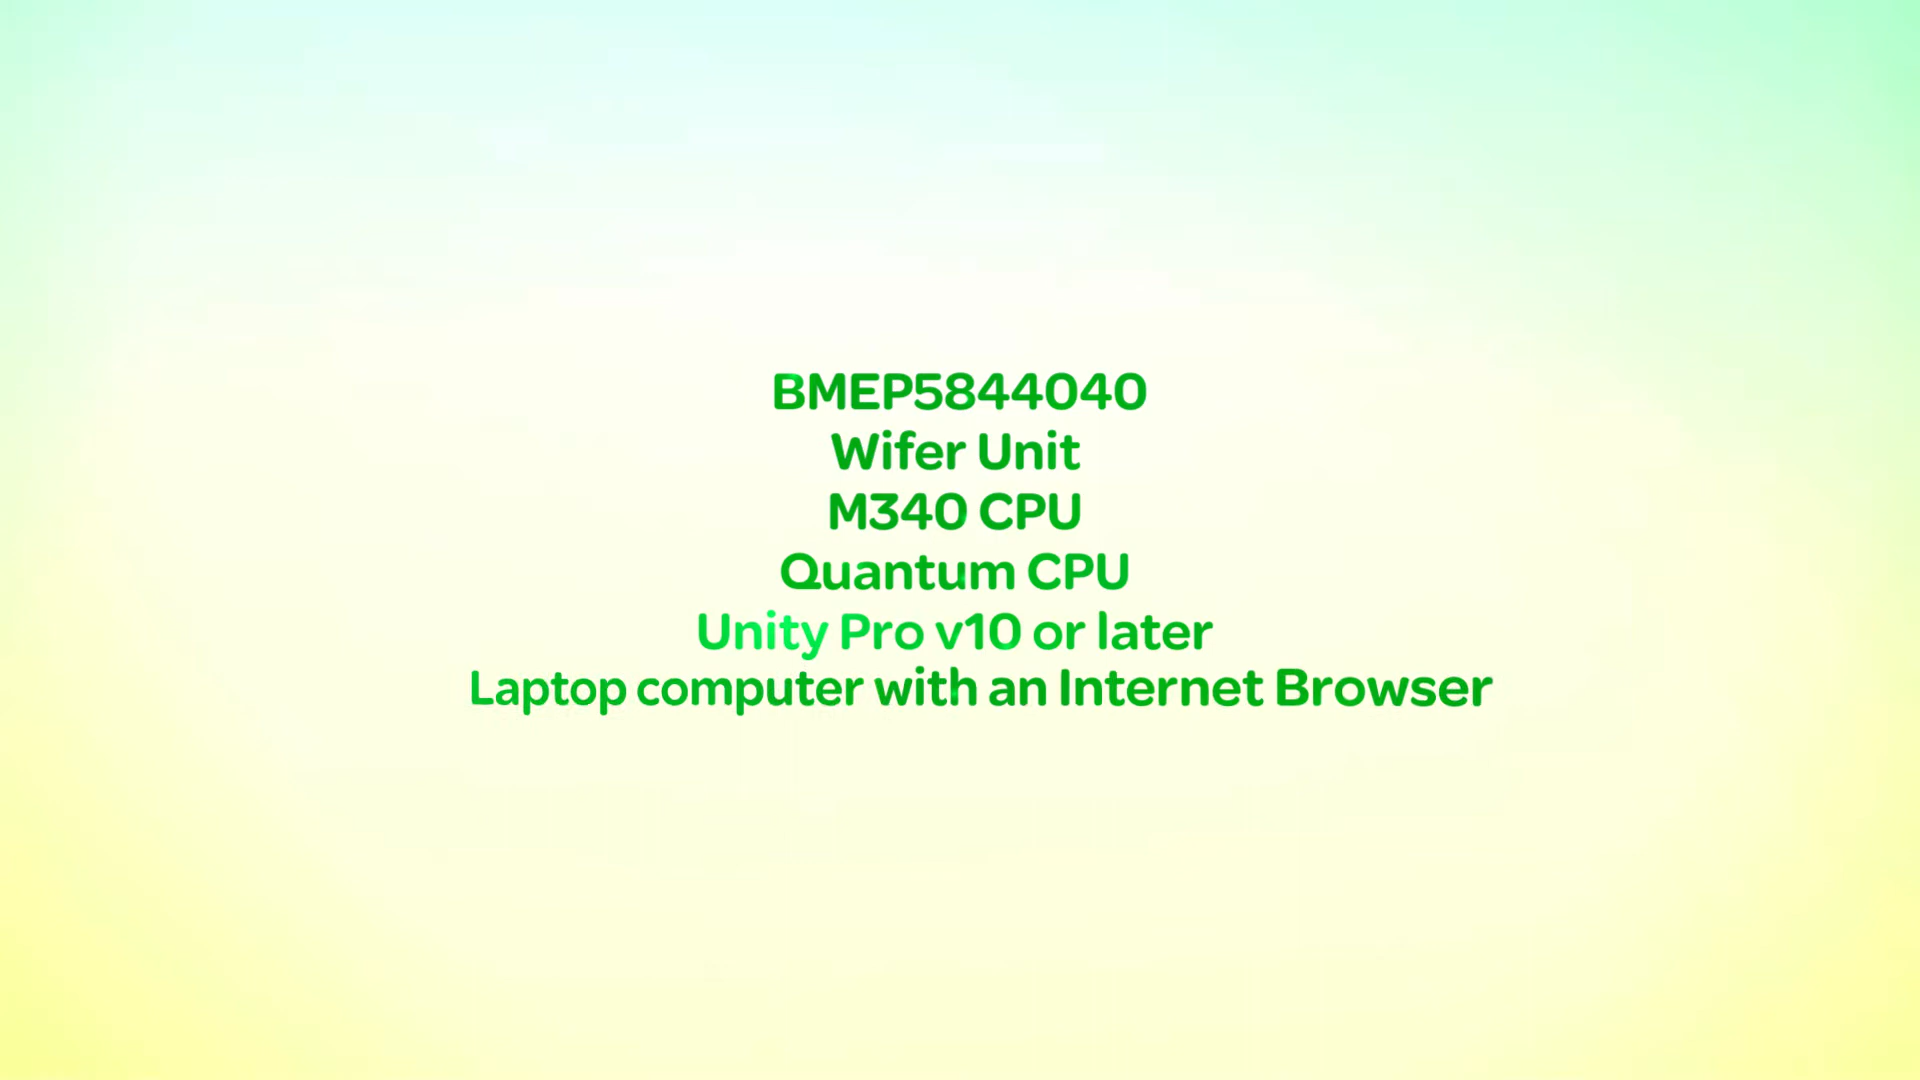 BMEP5844040
Wifer Unit
M340 CPU
Quantum CPU
Unity Pro v10 or later
Laptop computer with an Internet Browser